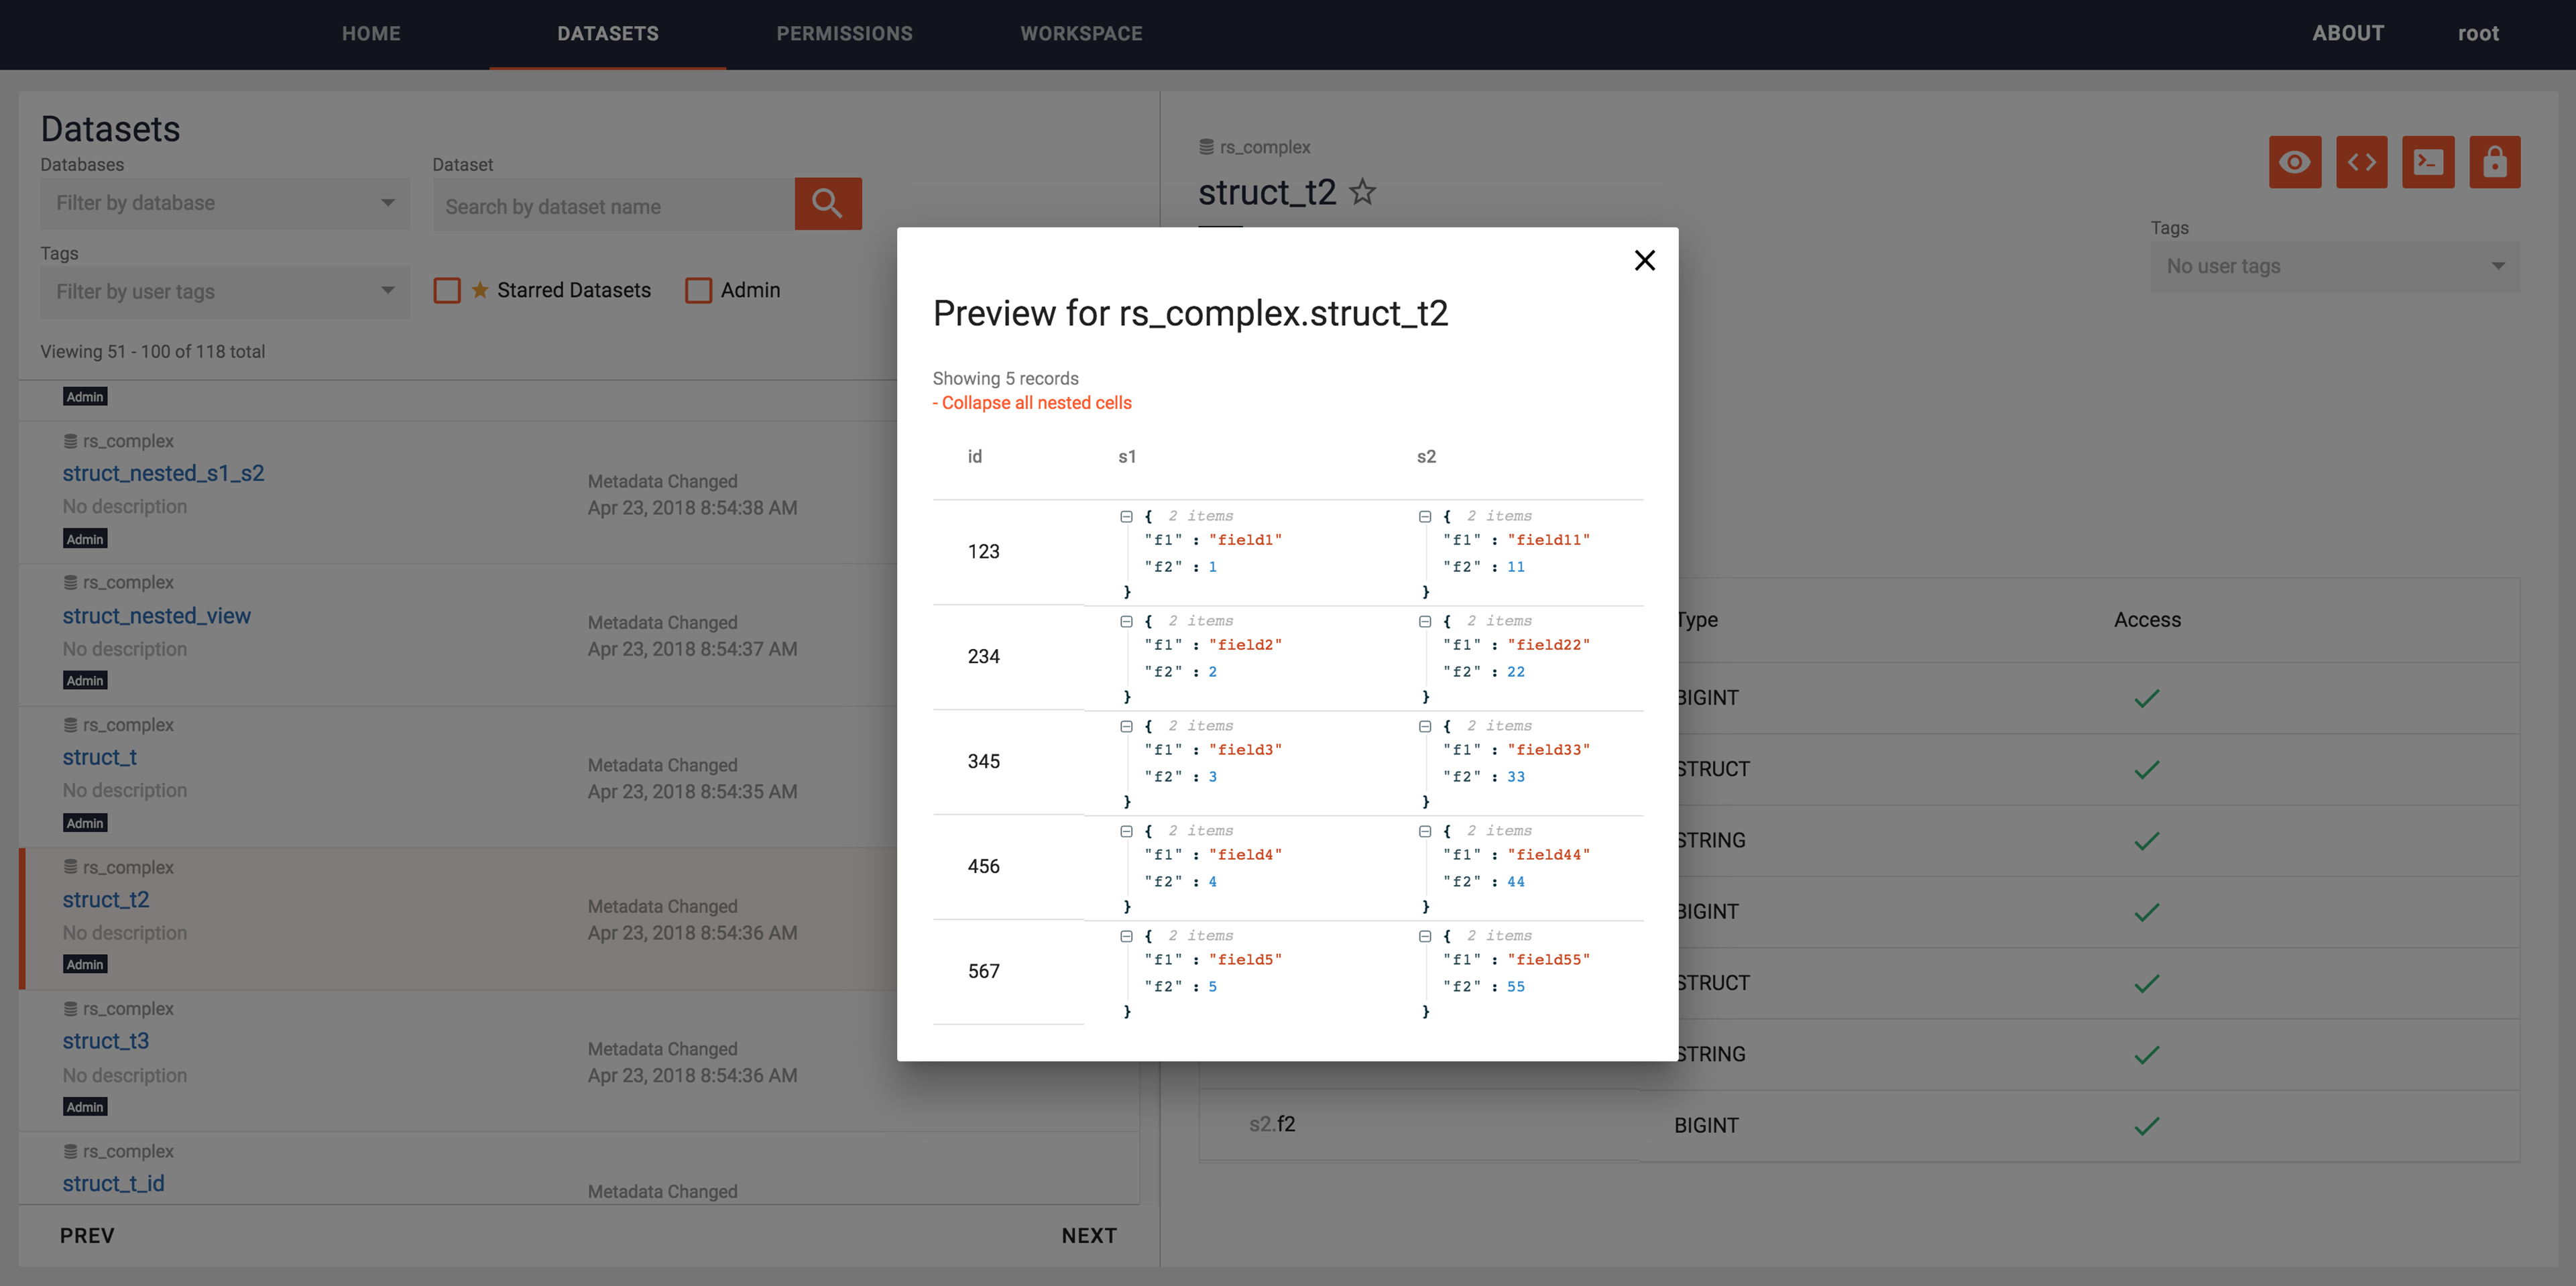 HOME DATASETS PERMISSIONS WORKSPACE ABOUT root
Datasets
Databases Dataset
Filter by database Search by dataset name
Tags
Filter by user tags Starred Datasets Admin
Viewing 51 - 100 of 118 total
Admin
rs_complex
struct_nested_s1_s2
No description
Admin
Metadata Changed
Apr 23, 2018 8:54:38 AM
rs_complex
struct_nested_view
No description
Admin
Metadata Changed
Apr 23, 2018 8:54:37 AM
rs_complex
struct_t
No description
Admin
Metadata Changed
Apr 23, 2018 8:54:35 AM
rs_complex
struct_t2
No description
Admin
Metadata Changed
Apr 23, 2018 8:54:36 AM
rs_complex
struct_t3
No description
Admin
Metadata Changed
Apr 23, 2018 8:54:36 AM
rs_complex
struct_t_id
Metadata Changed
PREV NEXT
rs_complex
struct_t2
Tags
No user tags
Preview for rs_complex.struct_t2
Showing 5 records
- Collapse all nested cells
id s1 s2
123
{ 2 items
"f1" : "field1"
"f2" : 1
}
{ 2 items
"f1" : "field11"
"f2" : 11
}
234
{ 2 items
"f1" : "field2"
"f2" : 2
}
{ 2 items
"f1" : "field22"
"f2" : 22
}
345
{ 2 items
"f1" : "field3"
"f2" : 3
}
{ 2 items
"f1" : "field33"
"f2" : 33
}
456
{ 2 items
"f1" : "field4"
"f2" : 4
}
{ 2 items
"f1" : "field44"
"f2" : 44
}
567
{ 2 items
"f1" : "field5"
"f2" : 5
}
{ 2 items
"f1" : "field55"
"f2" : 55
}
Type Access
BIGINT
STRUCT
STRING
BIGINT
STRUCT
STRING
s2.f2 BIGINT